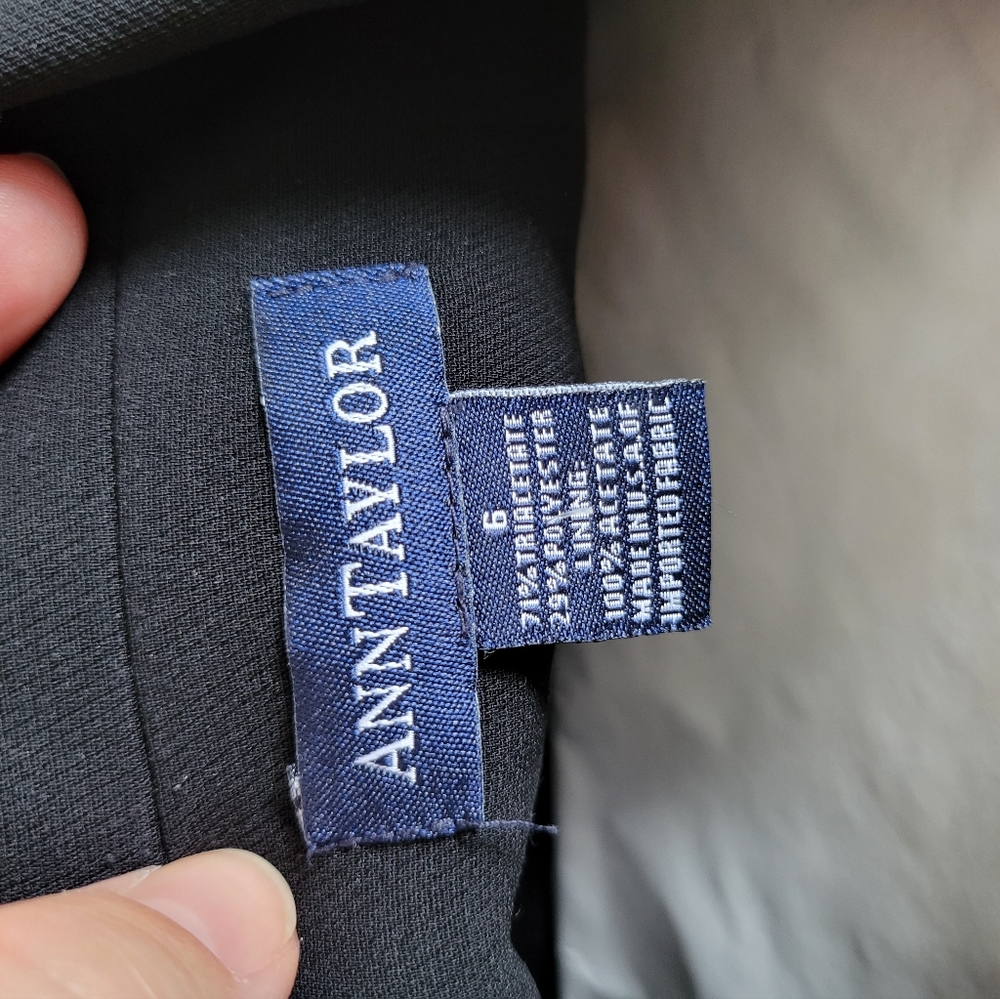 ANN TAYLOR
6
71% TRIACETATE
29% POLYESTER
LINING:
100% ACETATE
MADE IN U.S.A. OF
IMPORTED FABRIC